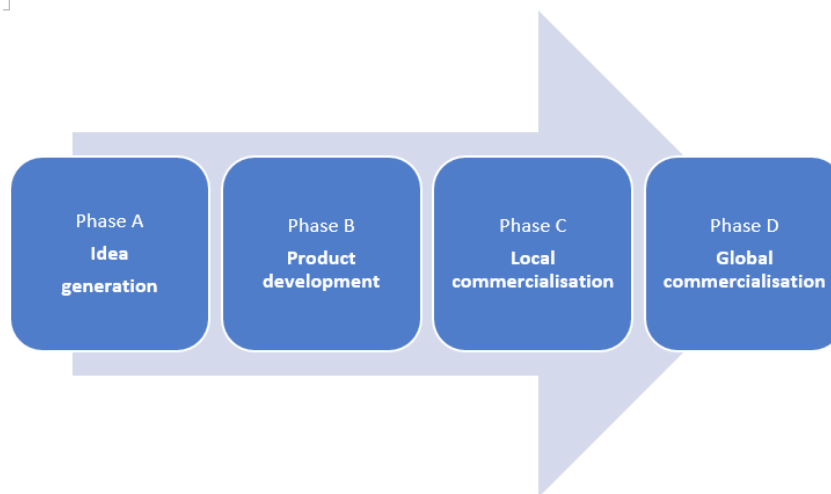 Phase A
Idea
generation
Phase B
Product
development
Phase C
Local
commercialisation
Phase D
Global
commercialisation